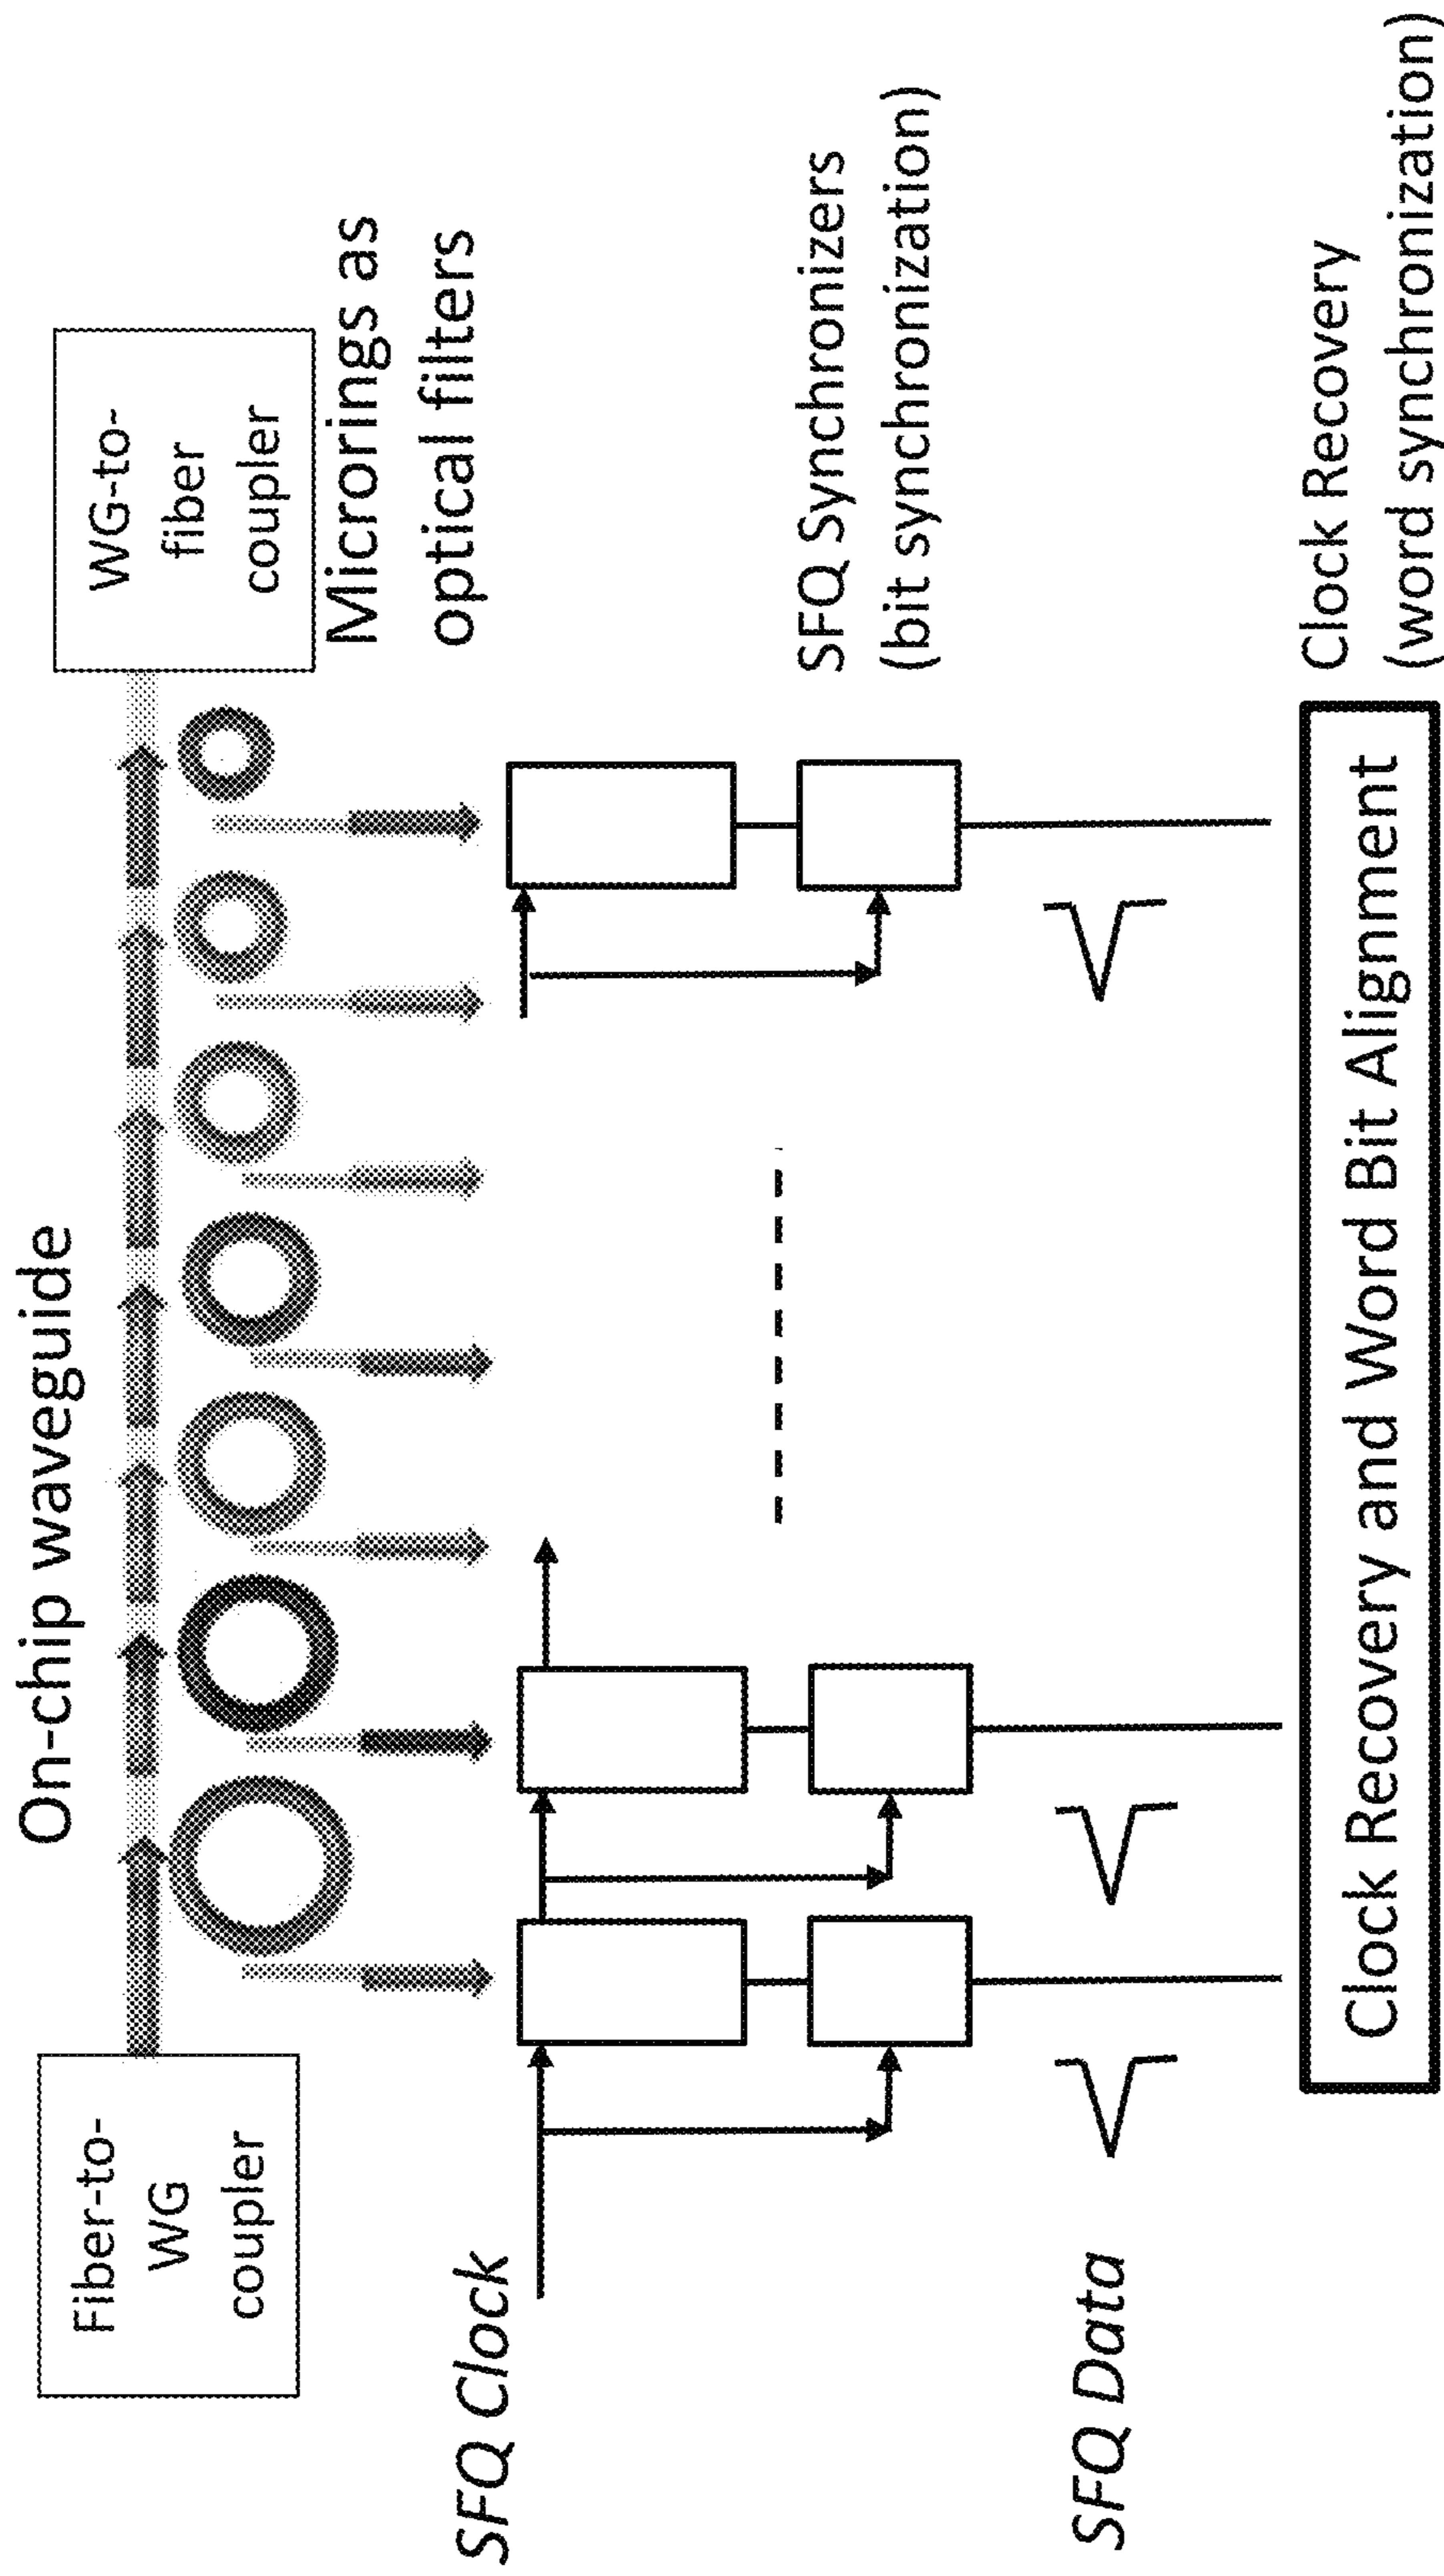 On-chip waveguide
Fiber-to-
WG
coupler
WG-to-
fiber
coupler
Microrings as
optical filters
SFQ Clock
SFQ Synchronizers
(bit synchronization)
SFQ Data
Clock Recovery and Word Bit Alignment
Clock Recovery
(word synchronization)